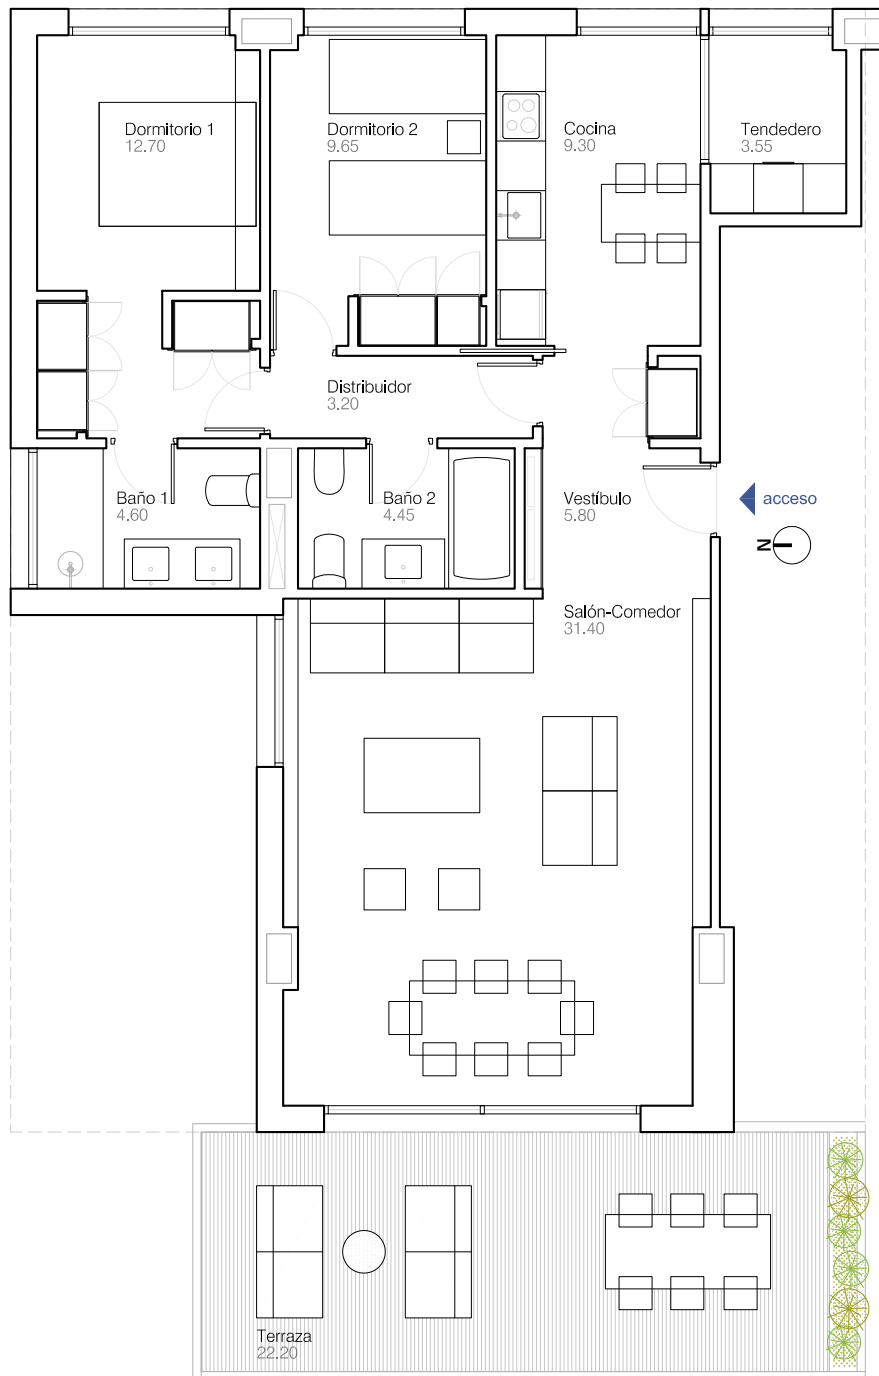 Dormitorio 1
12.70
Dormitorio 2
9.65
Cocina
9.30
Tendedero
3.55
Distribuidor
3.20
Baño 1
4.60
Baño 2
4.45
Vestíbulo
5.80
acceso
N
Salón-Comedor
31.40
Terraza
22.20